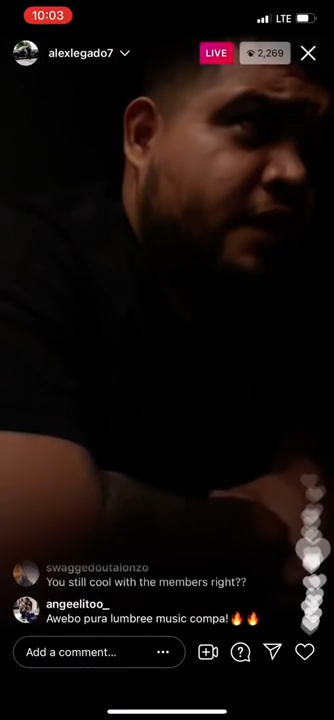 10:03
LTE
alexlegado7
LIVE
2,269
swaggedoutalonzo
You still cool with the members right??
angeelitoo_
Awebo pura lumbree music compa!🔥🔥
Add a comment...